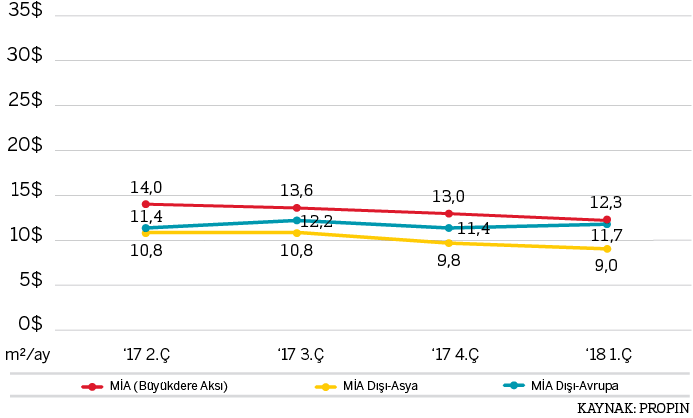 35$
30$
25$
20$
15$
10$
5$
0$
14,0
13,6
13,0
12,3
11,4
12,2
11,4
11,7
10,8
10,8
9,8
9,0
m²/ay
‘17 2.Ç
‘17 3.Ç
‘17 4.Ç
‘18 1.Ç
MİA (Büyükdere Aksı)
MİA Dışı-Asya
MİA Dışı-Avrupa
KAYNAK: PROPIN